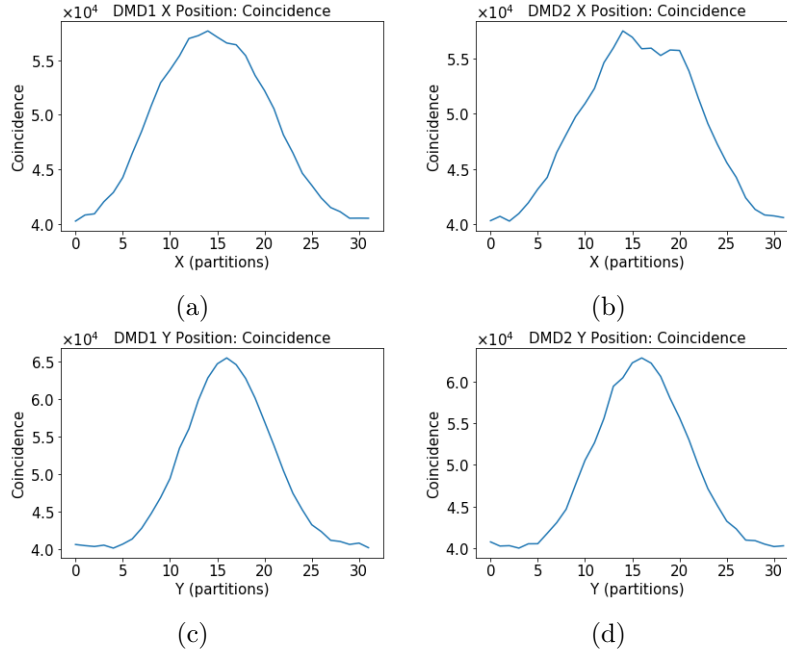 ×10⁴ DMD1 X Position: Coincidence
5.5
5.0
4.5
4.0
Coincidence
0 5 10 15 20 25 30
X (partitions)
(a)
×10⁴ DMD2 X Position: Coincidence
5.5
5.0
4.5
4.0
Coincidence
0 5 10 15 20 25 30
X (partitions)
(b)
×10⁴ DMD1 Y Position: Coincidence
6.5
6.0
5.5
5.0
4.5
4.0
Coincidence
0 5 10 15 20 25 30
Y (partitions)
(c)
×10⁴ DMD2 Y Position: Coincidence
6.0
5.5
5.0
4.5
4.0
Coincidence
0 5 10 15 20 25 30
Y (partitions)
(d)